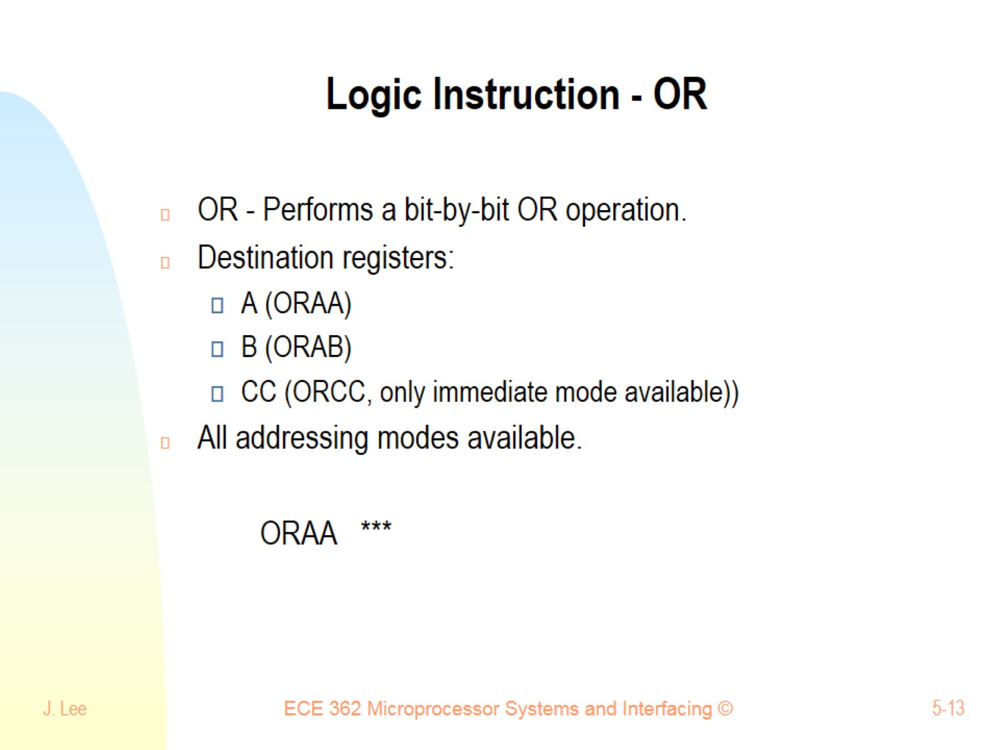 Logic Instruction - OR
OR - Performs a bit-by-bit OR operation.
Destination registers:
A (ORAA)
B (ORAB)
CC (ORCC, only immediate mode available))
All addressing modes available.
ORAA ***
J. Lee
ECE 362 Microprocessor Systems and Interfacing ©
5-13